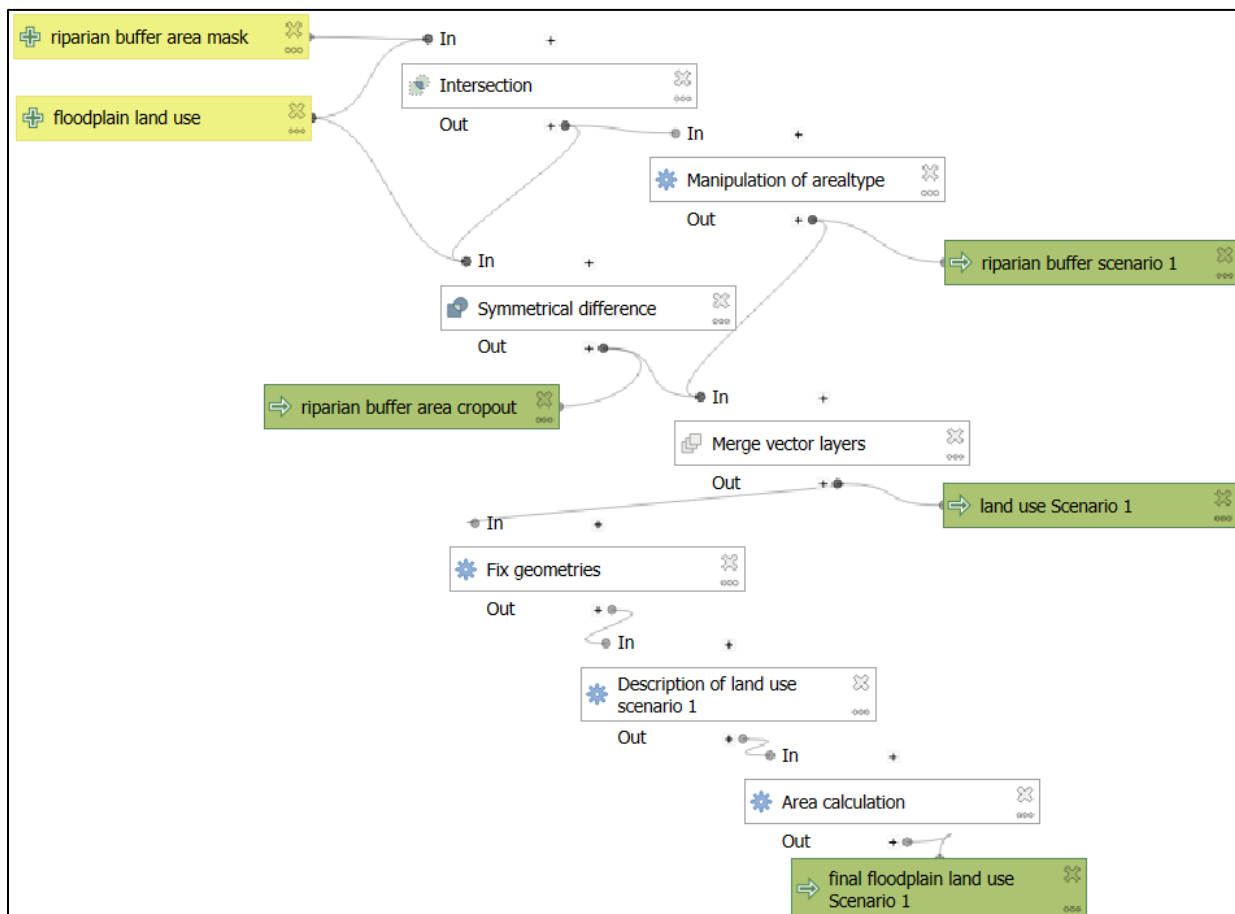 riparian buffer area mask
In
+
Intersection
floodplain land use
Out
+
In
+
Manipulation of arealtype
Out
+
In
+
riparian buffer scenario 1
Symmetrical difference
Out
+
In
+
riparian buffer area cropout
Merge vector layers
Out
+
land use Scenario 1
In
+
Fix geometries
Out
+
In
+
Description of land use
scenario 1
Out
+
In
+
Area calculation
Out
+
final floodplain land use
Scenario 1